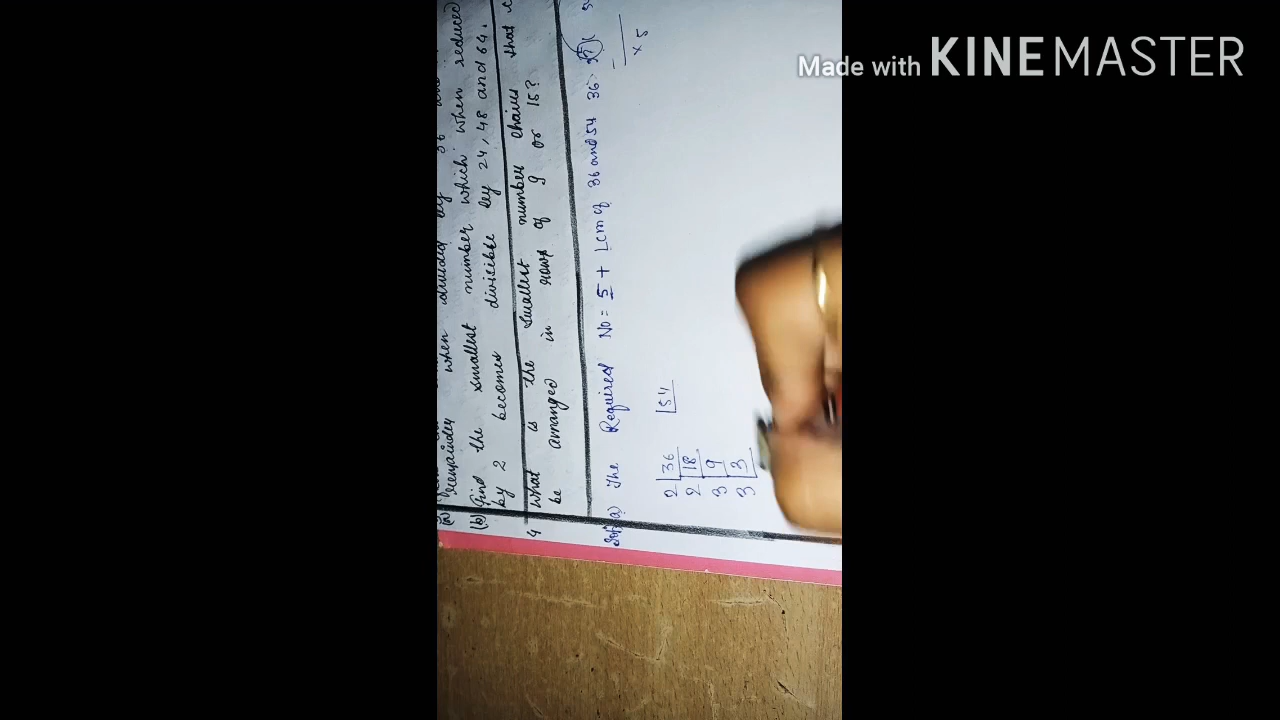 Made with KINEMASTER
(a) remainder when divided by 36
(b) Find the smallest number which when reduced
by 2 becomes divisible by 24, 48 and 64.
4 What is the smallest number chairs that
be arranged in rows of 9 or 15?
Sol: a) The Required No = 5 + Lcm of 36 and 54 36>
× 5
2 36 54
2 18
3 9
3 3